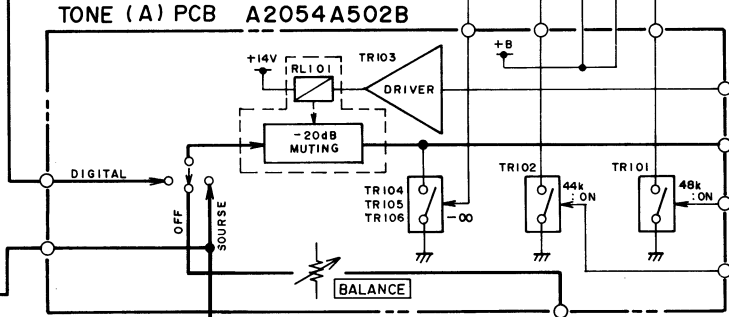 TONE (A) PCB A2054A502B
+14V
RL101
TR103
DRIVER
+B
-20dB
MUTING
DIGITAL
OFF
SOURSE
TR104
TR105
TR106
-∞
TR102
44k
:ON
TR101
48k
:ON
BALANCE